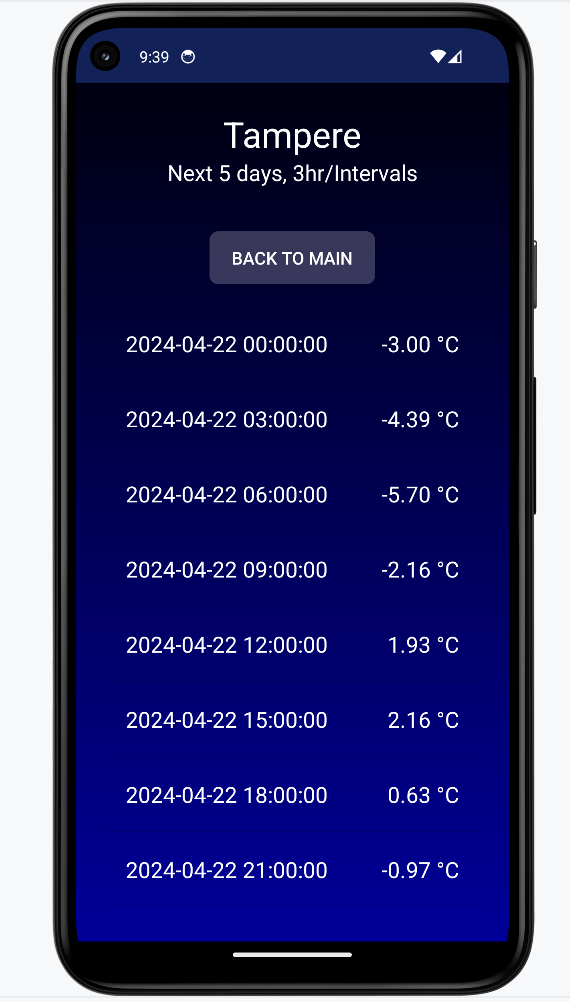 9:39
Tampere
Next 5 days, 3hr/Intervals
BACK TO MAIN
2024-04-22 00:00:00 -3.00 °C
2024-04-22 03:00:00 -4.39 °C
2024-04-22 06:00:00 -5.70 °C
2024-04-22 09:00:00 -2.16 °C
2024-04-22 12:00:00 1.93 °C
2024-04-22 15:00:00 2.16 °C
2024-04-22 18:00:00 0.63 °C
2024-04-22 21:00:00 -0.97 °C